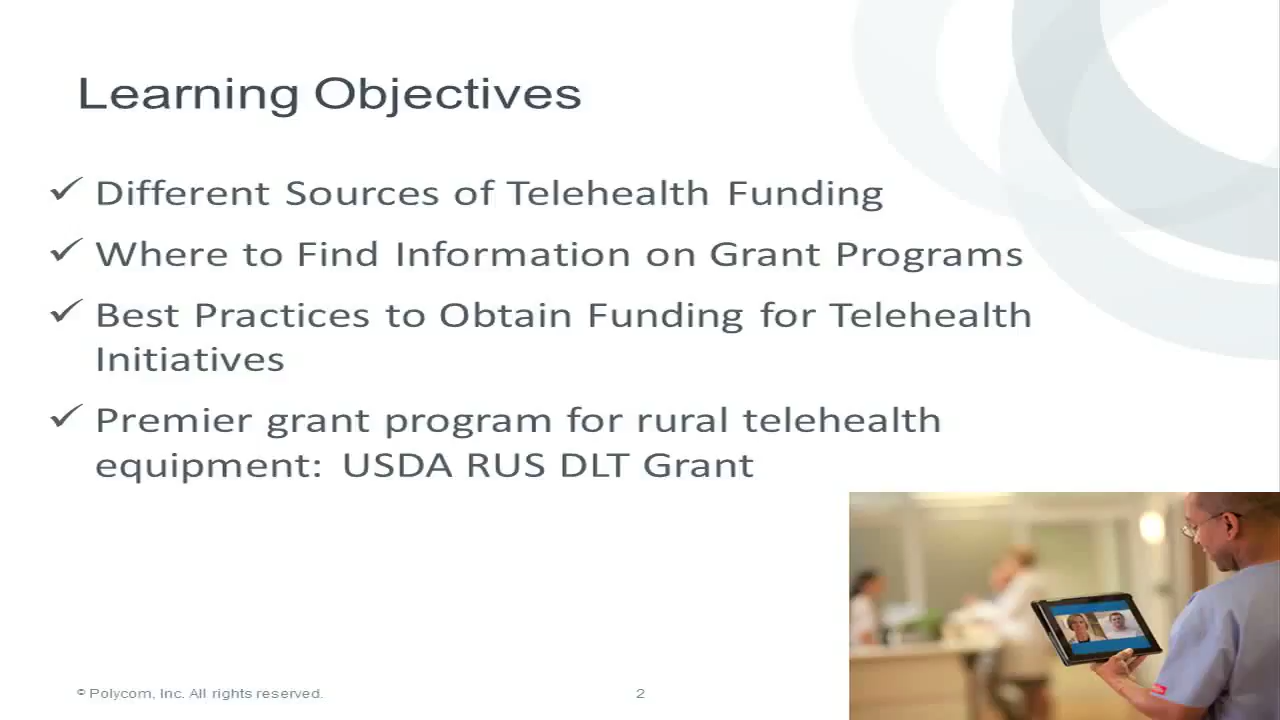 Learning Objectives
✓ Different Sources of Telehealth Funding
✓ Where to Find Information on Grant Programs
✓ Best Practices to Obtain Funding for Telehealth
Initiatives
✓ Premier grant program for rural telehealth
equipment: USDA RUS DLT Grant
© Polycom, Inc. All rights reserved.
2